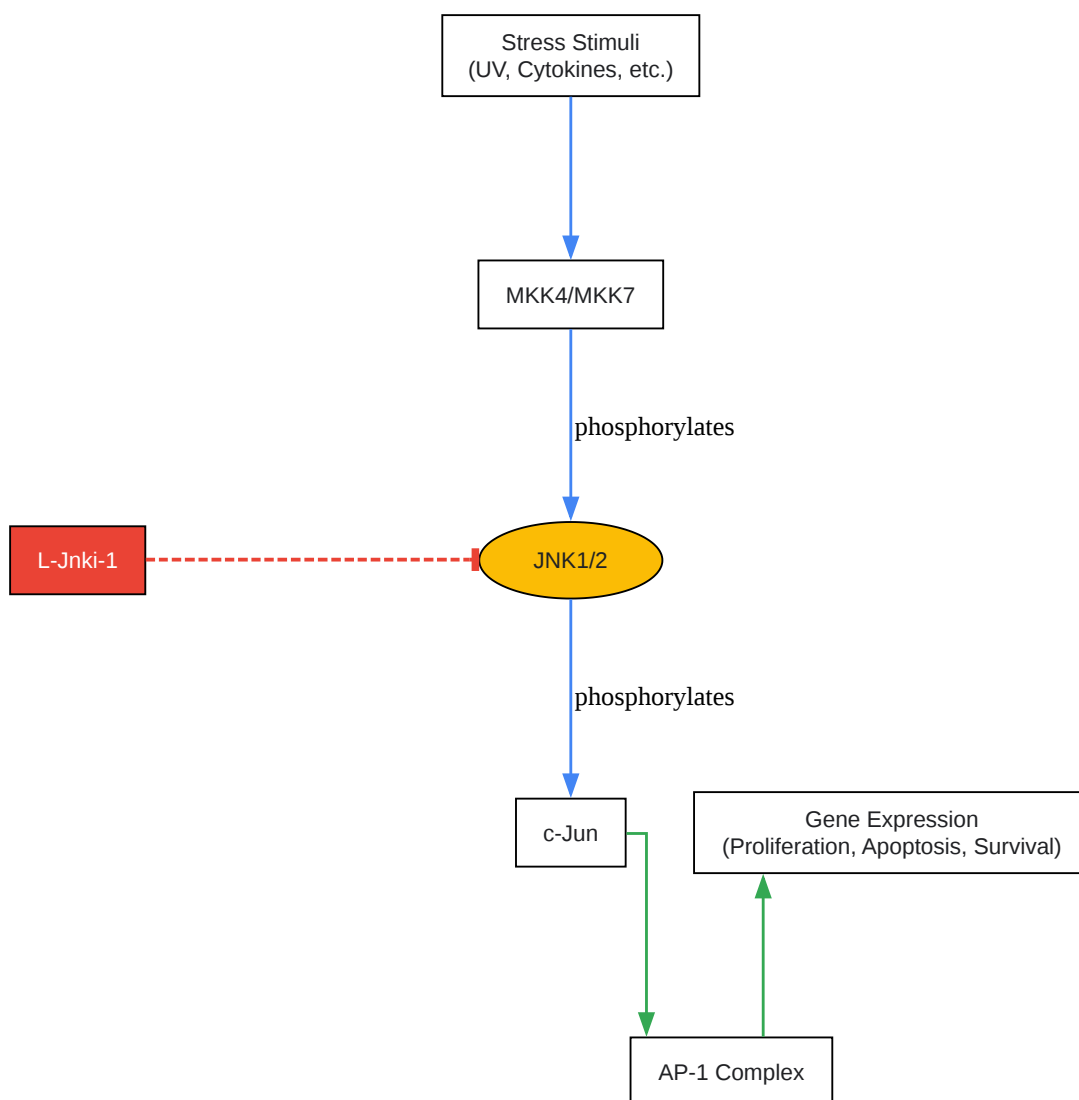 Stress Stimuli
(UV, Cytokines, etc.)
MKK4/MKK7
phosphorylates
L-Jnki-1
JNK1/2
phosphorylates
c-Jun
Gene Expression
(Proliferation, Apoptosis, Survival)
AP-1 Complex